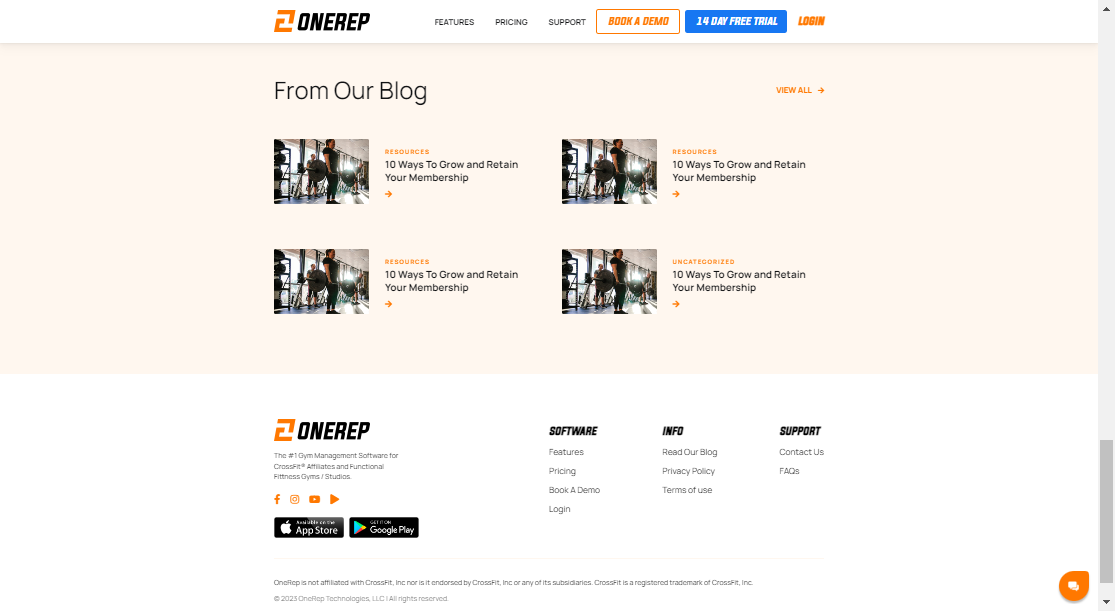 ONEREP
FEATURES
PRICING
SUPPORT
BOOK A DEMO
14 DAY FREE TRIAL
LOGIN
From Our Blog
VIEW ALL
RESOURCES
10 Ways To Grow and Retain
Your Membership
RESOURCES
10 Ways To Grow and Retain
Your Membership
RESOURCES
10 Ways To Grow and Retain
Your Membership
UNCATEGORIZED
10 Ways To Grow and Retain
Your Membership
ONEREP
The #1 Gym Management Software for
CrossFit® Affiliates and Functional
Fittness Gyms / Studios.
Available on the
App Store
GET IT ON
Google Play
SOFTWARE
Features
Pricing
Book A Demo
Login
INFO
Read Our Blog
Privacy Policy
Terms of use
SUPPORT
Contact Us
FAQs
OneRep is not affiliated with CrossFit, Inc nor is it endorsed by CrossFit, Inc or any of its subsidiaries. CrossFit is a registered trademark of CrossFit, Inc.
© 2023 OneRep Technologies, LLC | All rights reserved.